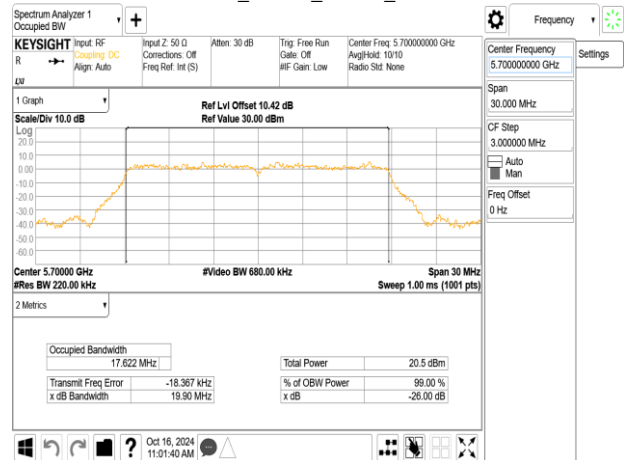 Spectrum Analyzer 1
Occupied BW
Frequency
KEYSIGHT
R
LXI
Input: RF
Coupling: DC
Align: Auto
Input Z: 50 Ω
Corrections: Off
Freq Ref: Int (S)
Atten: 30 dB
Trig: Free Run
Gate: Off
#IF Gain: Low
Center Freq: 5.700000000 GHz
Avg|Hold: 10/10
Radio Std: None
Center Frequency
5.700000000 GHz
Settings
Span
30.000 MHz
CF Step
3.000000 MHz
Auto
Man
Freq Offset
0 Hz
1 Graph
Scale/Div 10.0 dB
Ref Lvl Offset 10.42 dB
Ref Value 30.00 dBm
Log
20.0
10.0
0.00
-10.0
-20.0
-30.0
-40.0
-50.0
-60.0
Center 5.70000 GHz
#Res BW 220.00 kHz
#Video BW 680.00 kHz
Span 30 MHz
Sweep 1.00 ms (1001 pts)
2 Metrics
Occupied Bandwidth
17.622 MHz
Transmit Freq Error -18.367 kHz
x dB Bandwidth 19.90 MHz
Total Power 20.5 dBm
% of OBW Power 99.00 %
x dB -26.00 dB
?
Oct 16, 2024
11:01:40 AM